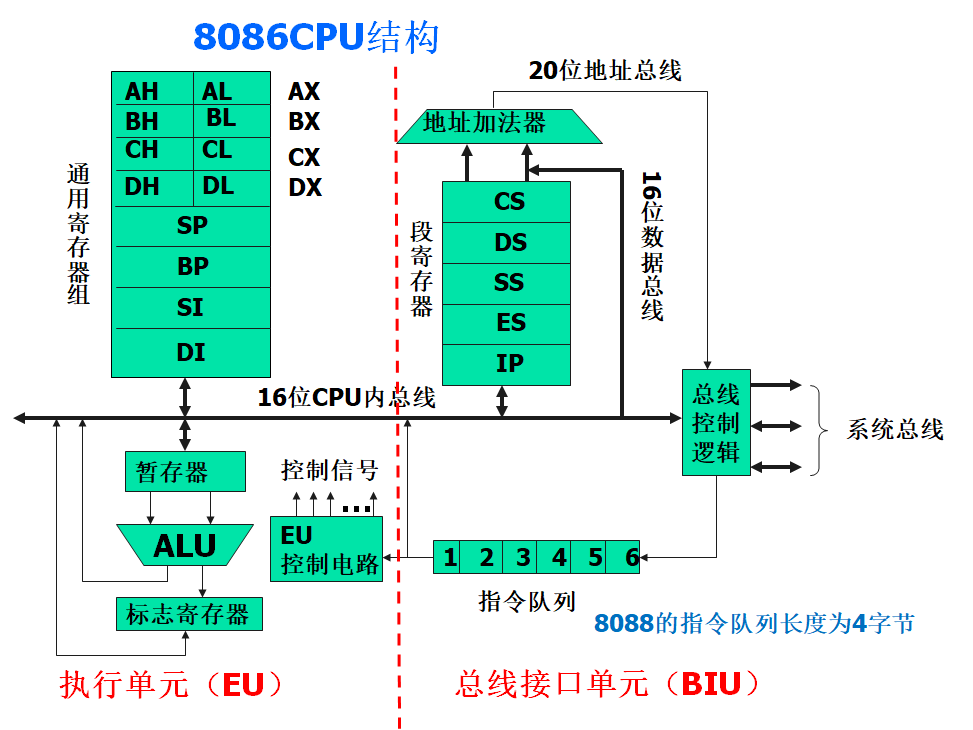 8086CPU结构
20位地址总线
AH AL AX
BH BL BX
CH CL CX
DH DL DX
SP
BP
SI
DI
通用寄存器组
地址加法器
CS
DS
SS
ES
IP
段寄存器
16位数据总线
16位CPU内总线
总线
控制
逻辑
系统总线
暂存器
ALU
标志寄存器
控制信号
...
EU
控制电路
1 2 3 4 5 6
指令队列
8088的指令队列长度为4字节
执行单元（EU）
总线接口单元（BIU）